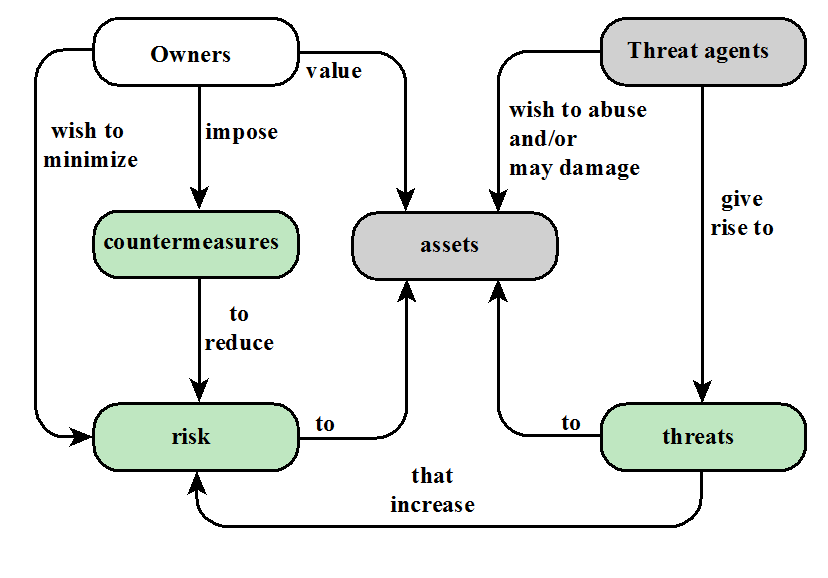 Owners
Threat agents
value
wish to
minimize
impose
wish to abuse
and/or
may damage
give
rise to
countermeasures
assets
to
reduce
risk
to
to
threats
that
increase